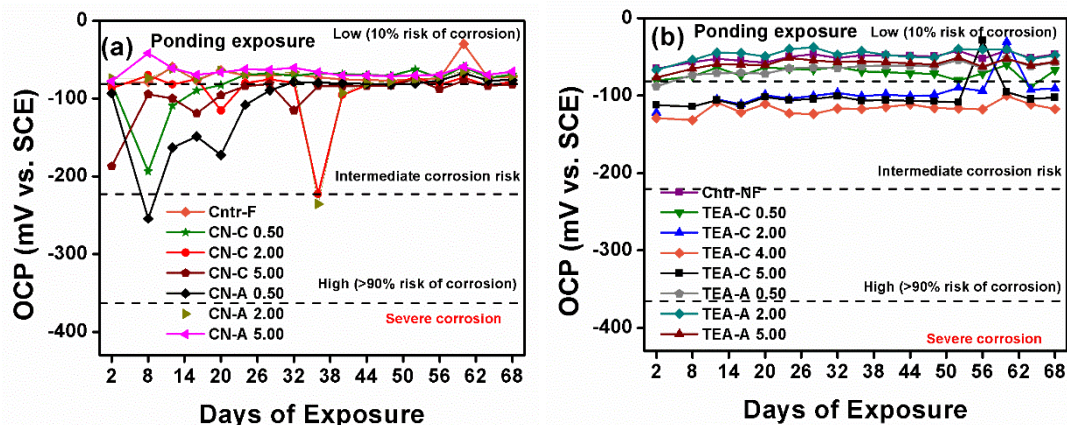 (a)
Ponding exposure
Low (10% risk of corrosion)
Intermediate corrosion risk
High (>90% risk of corrosion)
Severe corrosion
Cntr-F
CN-C 0.50
CN-C 2.00
CN-C 5.00
CN-A 0.50
CN-A 2.00
CN-A 5.00
OCP (mV vs. SCE)
0
-100
-200
-300
-400
2 8 14 20 26 32 38 44 50 56 62 68
Days of Exposure
(b)
Ponding exposure
Low (10% risk of corrosion)
Intermediate corrosion risk
High (>90% risk of corrosion)
Severe corrosion
Cntr-NF
TEA-C 0.50
TEA-C 2.00
TEA-C 4.00
TEA-C 5.00
TEA-A 0.50
TEA-A 2.00
TEA-A 5.00
OCP (mV vs. SCE)
0
-100
-200
-300
-400
2 8 14 20 26 32 38 44 50 56 62 68
Days of Exposure